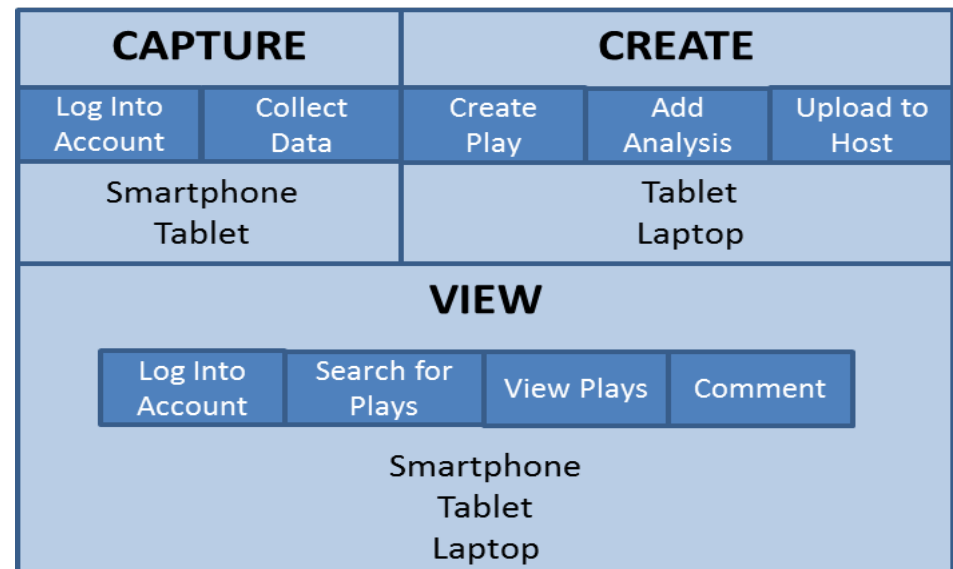 CAPTURE
CREATE
Log Into
Account
Collect
Data
Create
Play
Add
Analysis
Upload to
Host
Smartphone
Tablet
Tablet
Laptop
VIEW
Log Into
Account
Search for
Plays
View Plays
Comment
Smartphone
Tablet
Laptop